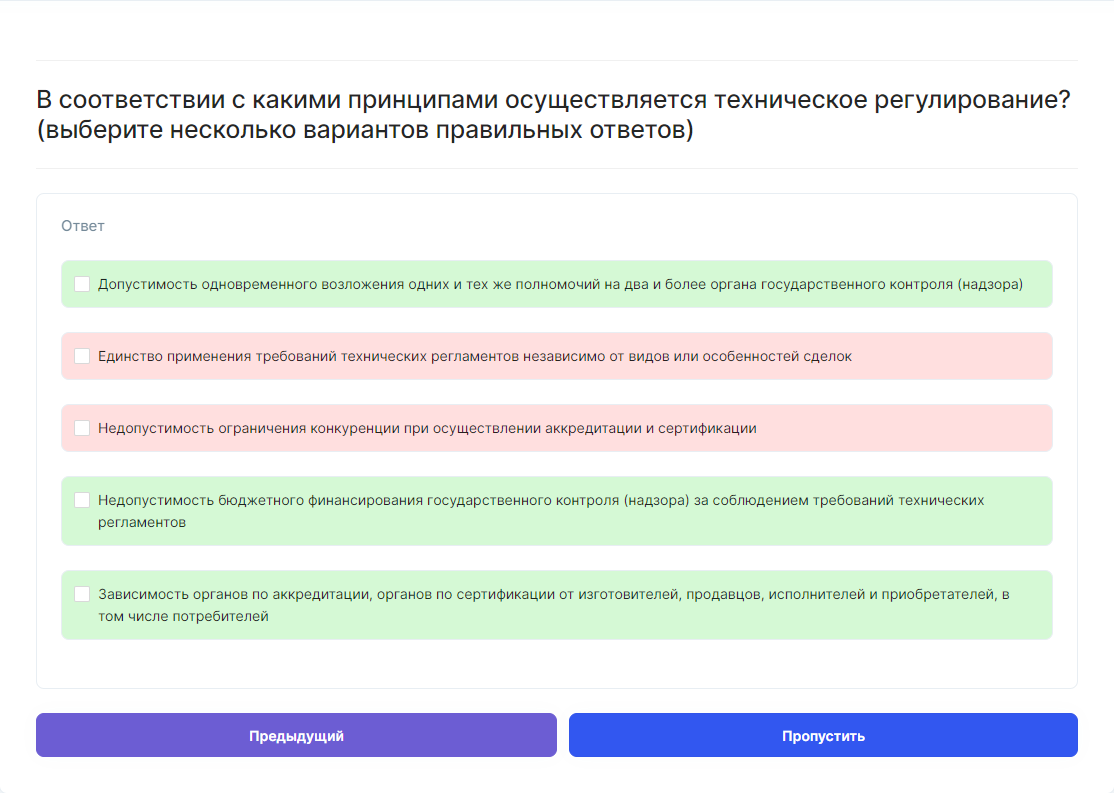 В соответствии с какими принципами осуществляется техническое регулирование?
(выберите несколько вариантов правильных ответов)
Ответ
Допустимость одновременного возложения одних и тех же полномочий на два и более органа государственного контроля (надзора)
Единство применения требований технических регламентов независимо от видов или особенностей сделок
Недопустимость ограничения конкуренции при осуществлении аккредитации и сертификации
Недопустимость бюджетного финансирования государственного контроля (надзора) за соблюдением требований технических
регламентов
Зависимость органов по аккредитации, органов по сертификации от изготовителей, продавцов, исполнителей и приобретателей, в
том числе потребителей
Предыдущий
Пропустить